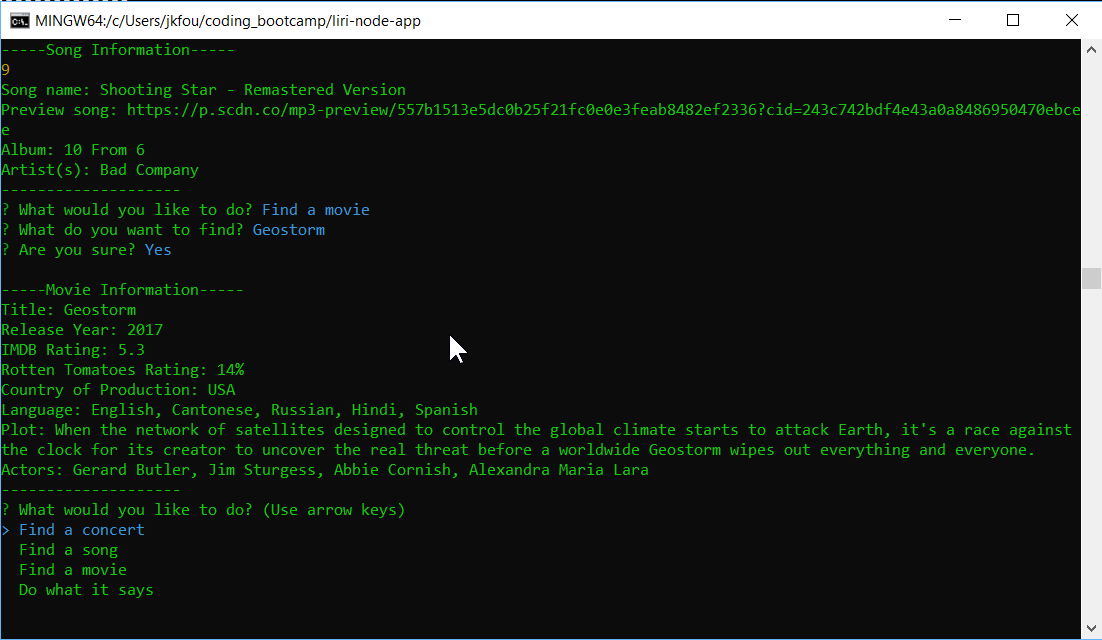 MINGW64:/c/Users/jkfou/coding_bootcamp/liri-node-app
-----Song Information-----
9
Song name: Shooting Star - Remastered Version
Preview song: https://p.scdn.co/mp3-preview/557b1513e5dc0b25f21fc0e0e3feab8482ef2336?cid=243c742bdf4e43a0a8486950470ebce
e
Album: 10 From 6
Artist(s): Bad Company
--------------------
? What would you like to do? Find a movie
? What do you want to find? Geostorm
? Are you sure? Yes
-----Movie Information-----
Title: Geostorm
Release Year: 2017
IMDB Rating: 5.3
Rotten Tomatoes Rating: 14%
Country of Production: USA
Language: English, Cantonese, Russian, Hindi, Spanish
Plot: When the network of satellites designed to control the global climate starts to attack Earth, it's a race against
the clock for its creator to uncover the real threat before a worldwide Geostorm wipes out everything and everyone.
Actors: Gerard Butler, Jim Sturgess, Abbie Cornish, Alexandra Maria Lara
--------------------
? What would you like to do? (Use arrow keys)
> Find a concert
  Find a song
  Find a movie
  Do what it says